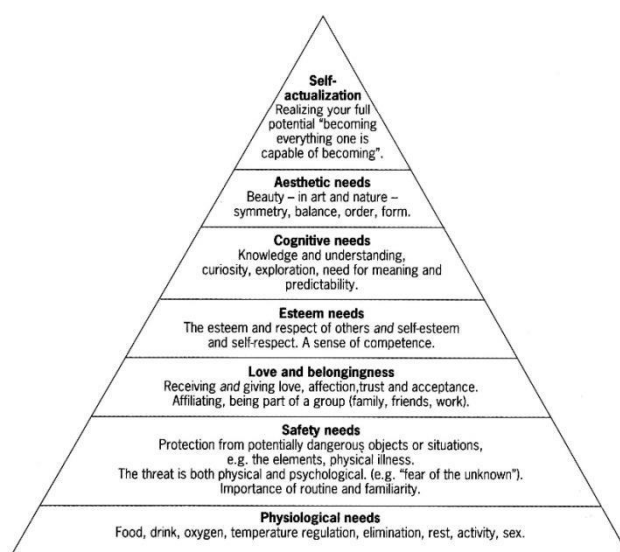 Self-
actualization
Realizing your full
potential "becoming
everything one is
capable of becoming".
Aesthetic needs
Beauty – in art and nature –
symmetry, balance, order, form.
Cognitive needs
Knowledge and understanding,
curiosity, exploration, need for meaning and
predictability.
Esteem needs
The esteem and respect of others and self-esteem
and self-respect. A sense of competence.
Love and belongingness
Receiving and giving love, affection,trust and acceptance.
Affiliating, being part of a group (family, friends, work).
Safety needs
Protection from potentially dangerous objects or situations,
e.g. the elements, physical illness.
The threat is both physical and psychological. (e.g. "fear of the unknown").
Importance of routine and familiarity.
Physiological needs
Food, drink, oxygen, temperature regulation, elimination, rest, activity, sex.